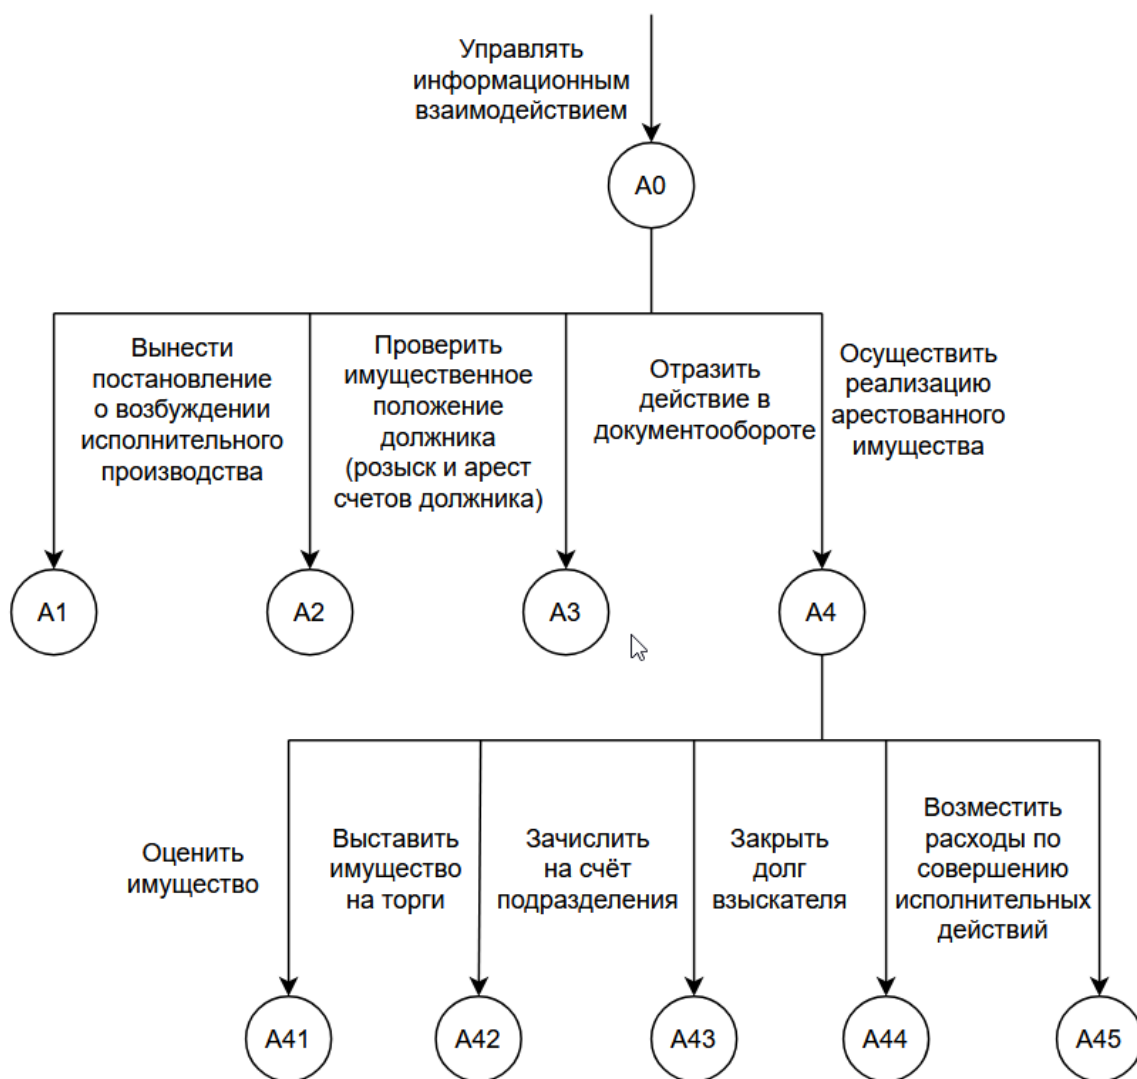 Управлять
информационным
взаимодействием
A0
Вынести
постановление
о возбуждении
исполнительного
производства
Проверить
имущественное
положение
должника
(розыск и арест
счетов должника)
Отразить
действие в
документообороте
Осуществить
реализацию
арестованного
имущества
A1
A2
A3
A4
Оценить
имущество
Выставить
имущество
на торги
Зачислить
на счёт
подразделения
Закрыть
долг
взыскателя
Возместить
расходы по
совершению
исполнительных
действий
A41
A42
A43
A44
A45